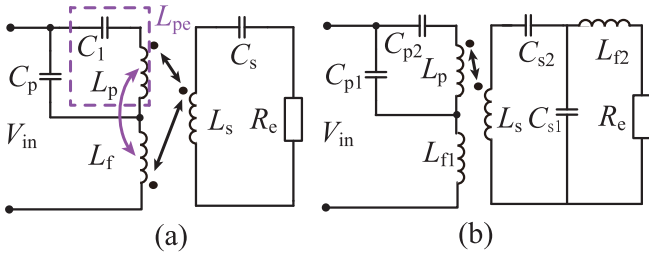 L_pe
C_1
C_s
C_p
L_p
V_in
L_f
L_s
R_e
(a)
C_p2
C_s2
L_f2
C_p1
L_p
V_in
L_f1
L_s
C_s1
R_e
(b)